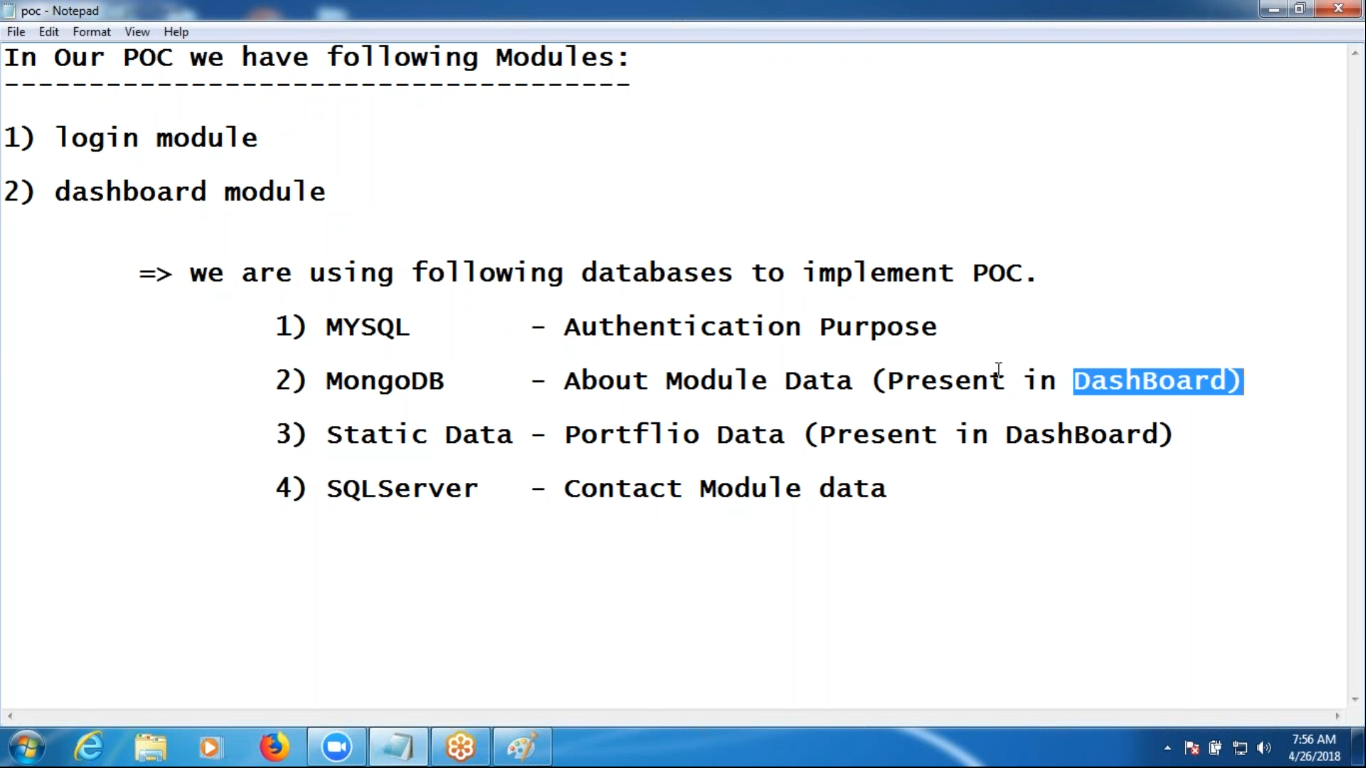 poc - Notepad
File Edit Format View Help
In Our POC we have following Modules:
-------------------------------------
1) login module
2) dashboard module
=> we are using following databases to implement POC.
1) MYSQL - Authentication Purpose
2) MongoDB - About Module Data (Present in DashBoard)
3) Static Data - Portflio Data (Present in DashBoard)
4) SQLServer - Contact Module data
7:56 AM
4/26/2018